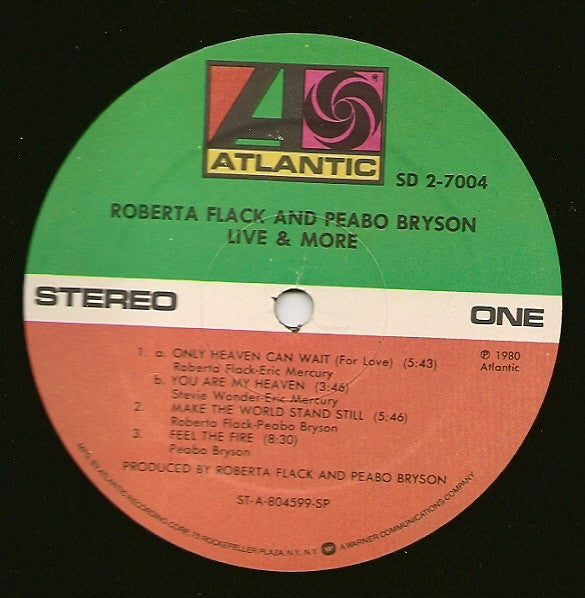 ATLANTIC
SD 2-7004
ROBERTA FLACK AND PEABO BRYSON
LIVE & MORE
STEREO
ONE
1. a. ONLY HEAVEN CAN WAIT (For Love) (5:43)
Roberta Flack-Eric Mercury
b. YOU ARE MY HEAVEN (3:46)
Stevie Wonder-Eric Mercury
2. MAKE THE WORLD STAND STILL (5:46)
Roberta Flack-Peabo Bryson
3. FEEL THE FIRE (8:30)
Peabo Bryson
℗ 1980
Atlantic
PRODUCED BY ROBERTA FLACK AND PEABO BRYSON
ST-A-804599-SP
MFG. BY ATLANTIC RECORDING CORP. 75 ROCKEFELLER PLAZA, N.Y., N.Y. A WARNER COMMUNICATIONS COMPANY